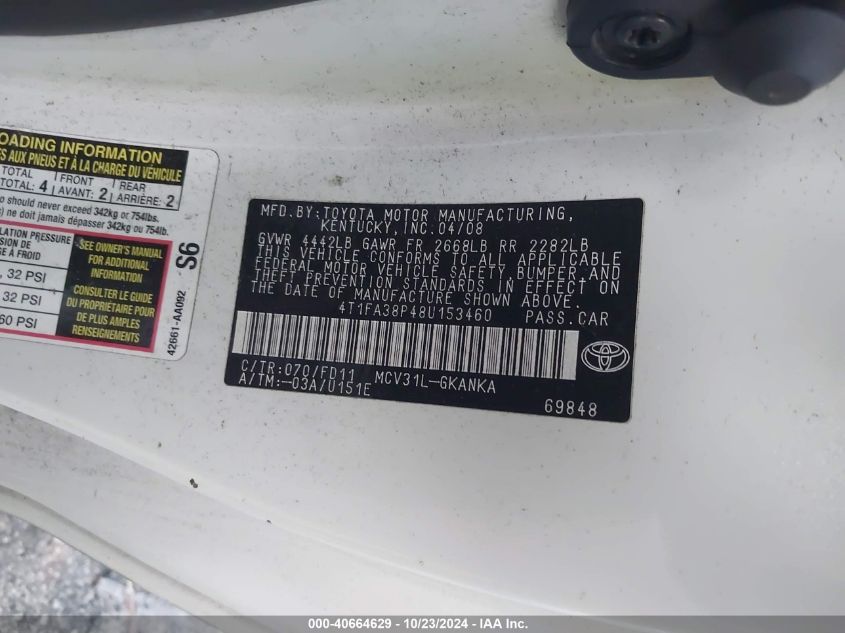 OADING INFORMATION
S AUX PNEUS ET À LA CHARGE DU VÉHICULE
TOTAL FRONT REAR
TOTAL: 4 AVANT: 2 ARRIÈRE: 2
o should never exceed 342kg or 754lbs.
) ne doit jamais dépasser 342kg ou 754lb.
LATION PRESSURE
SION DE
E À FROID
, 32 PSI
32 PSI
60 PSI
SEE OWNER'S MANUAL
FOR ADDITIONAL
INFORMATION
CONSULTER LE GUIDE
DU PROPRIÉTAIRE POUR
DE PLUS AMPLES
RENSEIGNEMENTS
S6
42661-AA092
MFD.BY:TOYOTA MOTOR MANUFACTURING,
KENTUCKY,INC.04/08
GVWR 4442LB GAWR FR 2668LB RR 2282LB
THIS VEHICLE CONFORMS TO ALL APPLICABLE
FEDERAL MOTOR VEHICLE SAFETY,BUMPER,AND
THEFT PREVENTION STANDARDS IN EFFECT ON
THE DATE OF MANUFACTURE SHOWN ABOVE.
4T1FA38P48U153460 PASS.CAR
C/TR:070/FD11 MCV31L-GKANKA
A/TM:-03A/U151E
69848
000-40664629 - 10/23/2024 - IAA Inc.